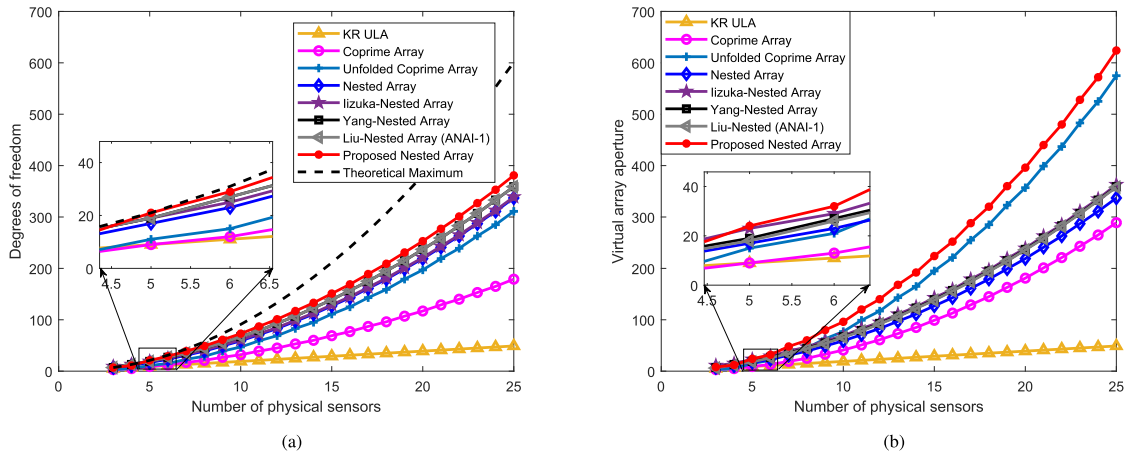 700
600
500
400
300
200
100
0
Degrees of freedom
0
5
10
15
20
25
Number of physical sensors
KR ULA
Coprime Array
Unfolded Coprime Array
Nested Array
Iizuka-Nested Array
Yang-Nested Array
Liu-Nested Array (ANAI-1)
Proposed Nested Array
Theoretical Maximum
40
20
0
4.5
5
5.5
6
6.5
(a)
700
600
500
400
300
200
100
0
Virtual array aperture
0
5
10
15
20
25
Number of physical sensors
KR ULA
Coprime Array
Unfolded Coprime Array
Nested Array
Iizuka-Nested Array
Yang-Nested Array
Liu-Nested (ANAI-1)
Proposed Nested Array
40
20
0
4.5
5
5.5
6
(b)